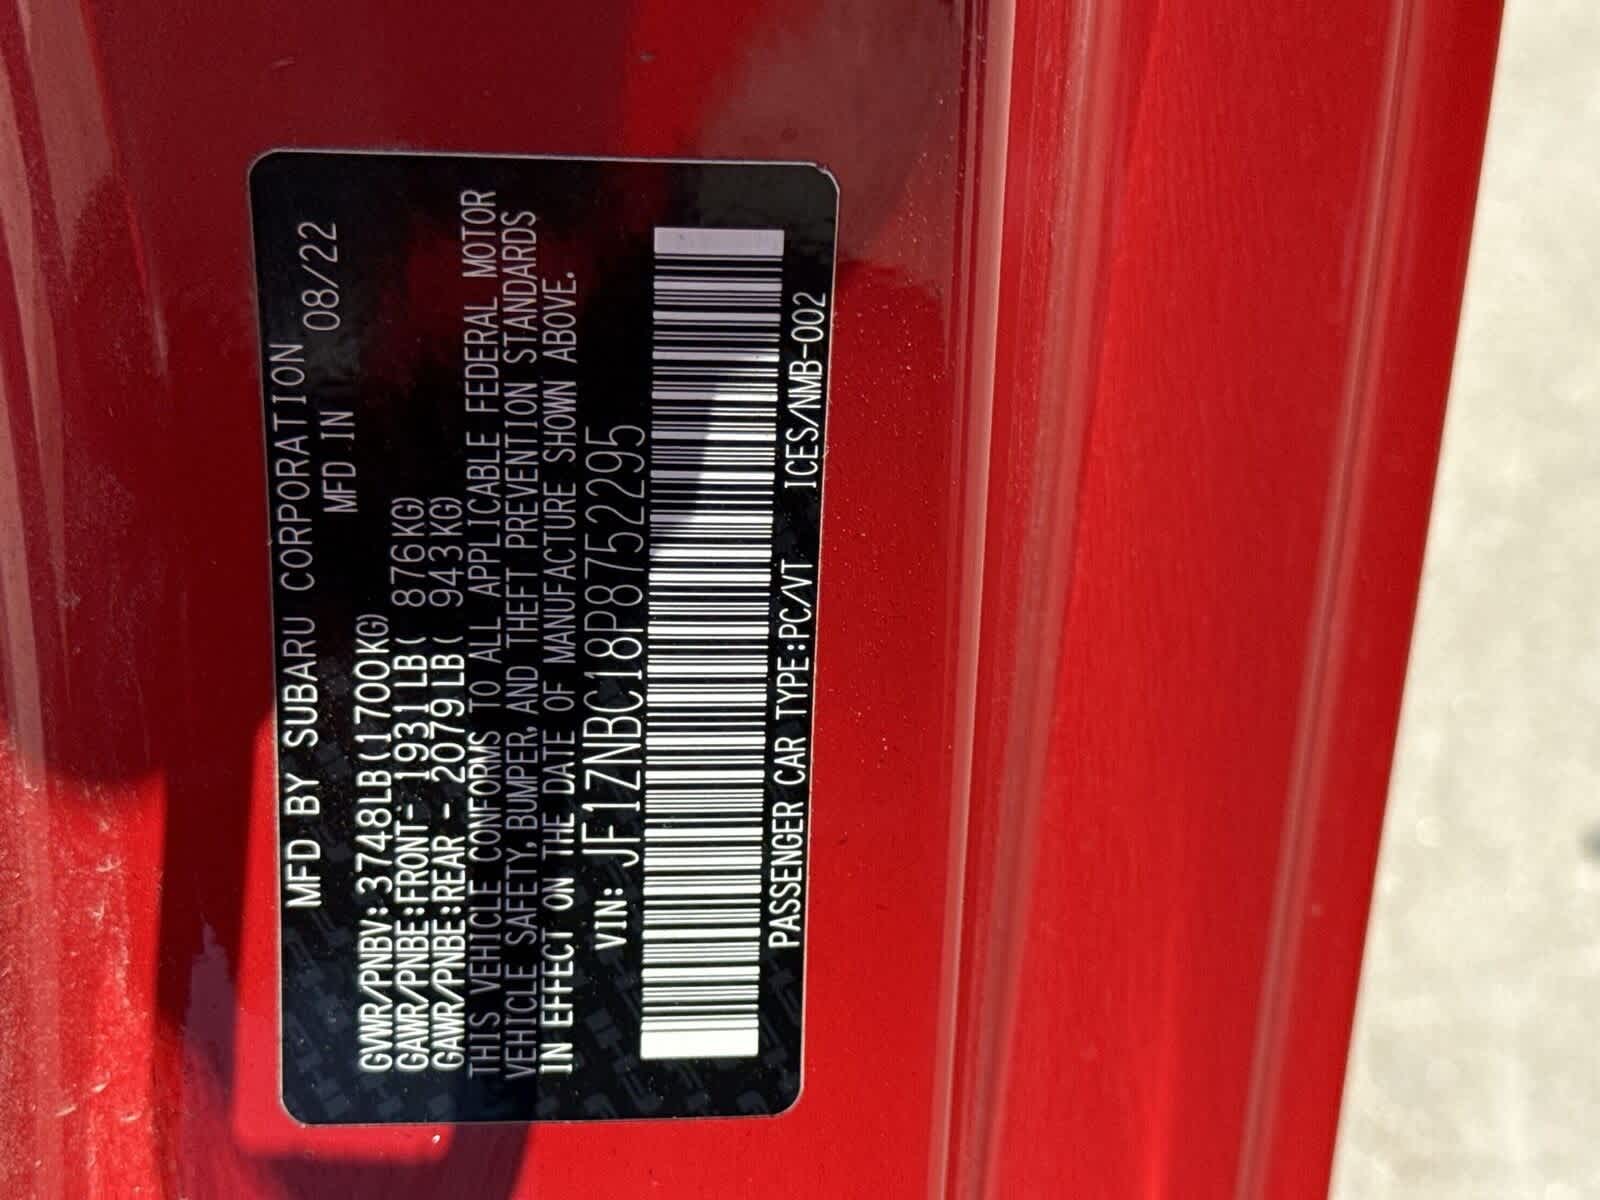 MFD BY SUBARU CORPORATION
MFD IN 08/22
GVWR/PNBV: 3748LB(1700KG)
GAWR/PNBE:FRONT- 1931LB( 876KG)
GAWR/PNBE:REAR - 2079LB( 943KG)
THIS VEHICLE CONFORMS TO ALL APPLICABLE FEDERAL MOTOR
VEHICLE SAFETY, BUMPER, AND THEFT PREVENTION STANDARDS
IN EFFECT ON THE DATE OF MANUFACTURE SHOWN ABOVE.
VIN: JF1ZNBC18P8752295
PASSENGER CAR TYPE:PC/VT ICES/NMB-002